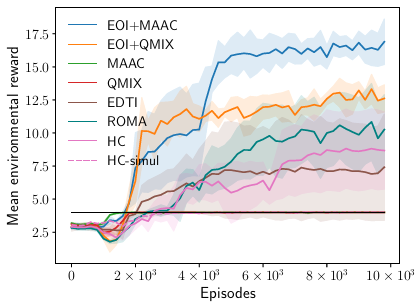 Mean environmental reward
17.5
15.0
12.5
10.0
7.5
5.0
2.5
EOI+MAAC
EOI+QMIX
MAAC
QMIX
EDTI
ROMA
HC
HC-simul
0
2 × 10³
4 × 10³
6 × 10³
8 × 10³
10 × 10³
Episodes